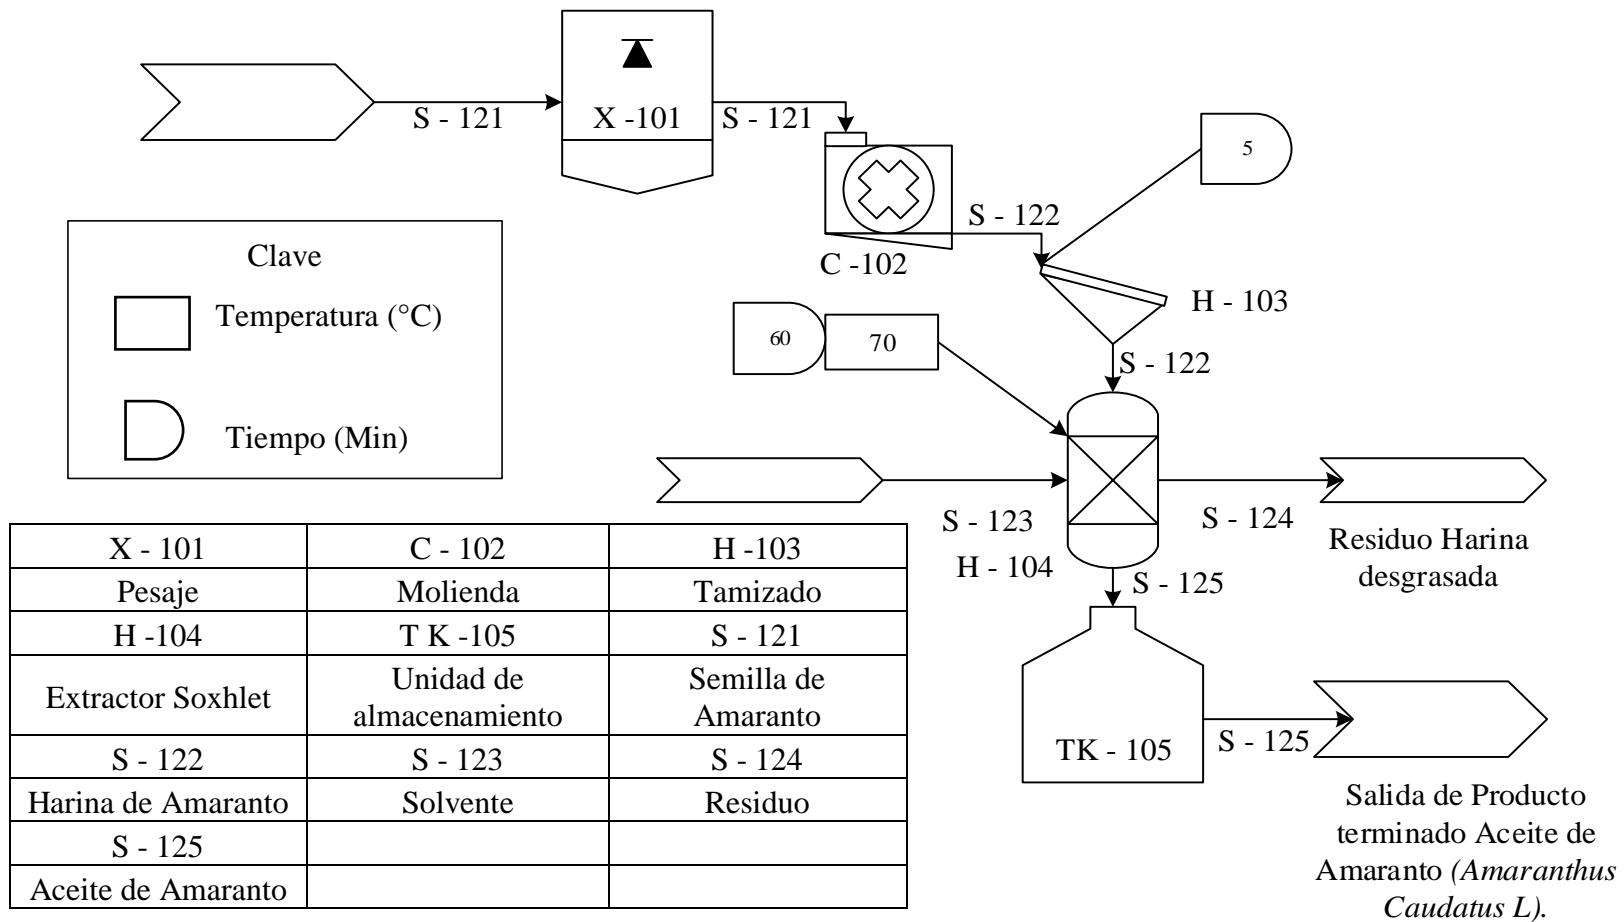 S - 121
X -101
S - 121
5
S - 122
C -102
Clave
Temperatura (°C)
Tiempo (Min)
H - 103
60
70
S - 122
S - 123
H - 104
S - 124
Residuo Harina
desgrasada
S - 125
TK - 105
S - 125
Salida de Producto
terminado Aceite de
Amaranto (Amaranthus
Caudatus L).
X - 101
C - 102
H -103
Pesaje
Molienda
Tamizado
H -104
T K -105
S - 121
Extractor Soxhlet
Unidad de
almacenamiento
Semilla de
Amaranto
S - 122
S - 123
S - 124
Harina de Amaranto
Solvente
Residuo
S - 125
Aceite de Amaranto